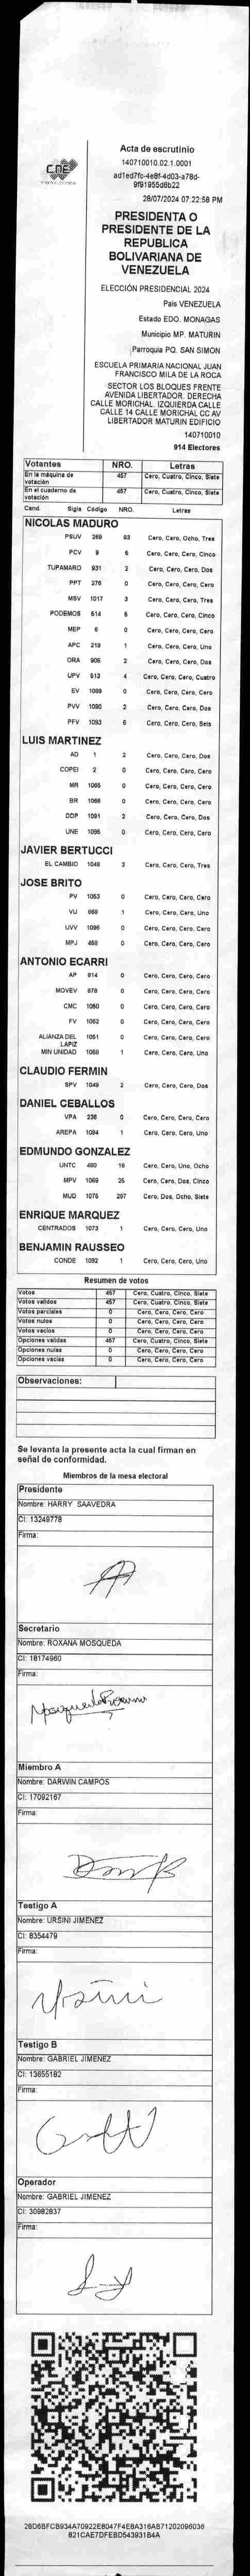 CNE
Acta de escrutinio
140710010.02.1.0001
ad1ed7fc-4e8f-4d03-a78d-
9f91955d6b22
28/07/2024 07:22:58 PM
PRESIDENTA O
PRESIDENTE DE LA
REPUBLICA
BOLIVARIANA DE
VENEZUELA
ELECCIÓN PRESIDENCIAL 2024
País VENEZUELA
Estado EDO. MONAGAS
Municipio MP. MATURIN
Parroquia PQ. SAN SIMON
ESCUELA PRIMARIA NACIONAL JUAN
FRANCISCO MILA DE LA ROCA
SECTOR LOS BLOQUES FRENTE
AVENIDA LIBERTADOR. DERECHA
CALLE MORICHAL. IZQUIERDA CALLE
CALLE 14 CALLE MORICHAL CC AV
LIBERTADOR MATURIN EDIFICIO
140710010
914 Electores
Votantes NRO. Letras
En la máquina de votación 457 Cero, Cuatro, Cinco, Siete
En el cuaderno de votación 457 Cero, Cuatro, Cinco, Siete
Cand. Sigla Código NRO. Letras
NICOLAS MADURO
PSUV 269 83 Cero, Cero, Ocho, Tres
PCV 9 5 Cero, Cero, Cero, Cinco
TUPAMARO 931 2 Cero, Cero, Cero, Dos
PPT 276 0 Cero, Cero, Cero, Cero
MSV 1017 3 Cero, Cero, Cero, Tres
PODEMOS 514 5 Cero, Cero, Cero, Cinco
MEP 6 0 Cero, Cero, Cero, Cero
APC 219 1 Cero, Cero, Cero, Uno
ORA 906 2 Cero, Cero, Cero, Dos
UPV 513 4 Cero, Cero, Cero, Cuatro
EV 1089 0 Cero, Cero, Cero, Cero
PVV 1090 2 Cero, Cero, Cero, Dos
PFV 1093 6 Cero, Cero, Cero, Seis
LUIS MARTINEZ
AD 1 2 Cero, Cero, Cero, Dos
COPEI 2 0 Cero, Cero, Cero, Cero
MR 1065 0 Cero, Cero, Cero, Cero
BR 1066 0 Cero, Cero, Cero, Cero
DDP 1091 2 Cero, Cero, Cero, Dos
UNE 1095 0 Cero, Cero, Cero, Cero
JAVIER BERTUCCI
EL CAMBIO 1048 3 Cero, Cero, Cero, Tres
JOSE BRITO
PV 1053 0 Cero, Cero, Cero, Cero
VU 868 1 Cero, Cero, Cero, Uno
UVV 1096 0 Cero, Cero, Cero, Cero
MPJ 458 0 Cero, Cero, Cero, Cero
ANTONIO ECARRI
AP 914 0 Cero, Cero, Cero, Cero
MOVEV 878 0 Cero, Cero, Cero, Cero
CMC 1050 0 Cero, Cero, Cero, Cero
FV 1062 0 Cero, Cero, Cero, Cero
ALIANZA DEL LAPIZ 1051 0 Cero, Cero, Cero, Cero
MIN UNIDAD 1068 1 Cero, Cero, Cero, Uno
CLAUDIO FERMIN
SPV 1049 2 Cero, Cero, Cero, Dos
DANIEL CEBALLOS
VPA 236 0 Cero, Cero, Cero, Cero
AREPA 1094 1 Cero, Cero, Cero, Uno
EDMUNDO GONZALEZ
UNTC 460 18 Cero, Cero, Uno, Ocho
MPV 1069 25 Cero, Cero, Dos, Cinco
MUD 1075 287 Cero, Dos, Ocho, Siete
ENRIQUE MARQUEZ
CENTRADOS 1073 1 Cero, Cero, Cero, Uno
BENJAMIN RAUSSEO
CONDE 1092 1 Cero, Cero, Cero, Uno
Resumen de votos
Votos 457 Cero, Cuatro, Cinco, Siete
Votos validos 457 Cero, Cuatro, Cinco, Siete
Votos parciales 0 Cero, Cero, Cero, Cero
Votos nulos 0 Cero, Cero, Cero, Cero
Votos vacios 0 Cero, Cero, Cero, Cero
Opciones validas 457 Cero, Cuatro, Cinco, Siete
Opciones nulas 0 Cero, Cero, Cero, Cero
Opciones vacias 0 Cero, Cero, Cero, Cero
Observaciones:
Se levanta la presente acta la cual firman en
señal de conformidad.
Miembros de la mesa electoral
Presidente
Nombre: HARRY SAAVEDRA
CI: 13249778
Firma:
Secretario
Nombre: ROXANA MOSQUEDA
CI: 18174960
Firma:
Miembro A
Nombre: DARWIN CAMPOS
CI: 17092167
Firma:
Testigo A
Nombre: URSINI JIMENEZ
CI: 8354479
Firma:
Testigo B
Nombre: GABRIEL JIMENEZ
CI: 13655182
Firma:
Operador
Nombre: GABRIEL JIMENEZ
CI: 30982837
Firma:
28D6BFCB934A70922E8047F4E8A316AB71202096036
821CAE7DFEBD543931B4A